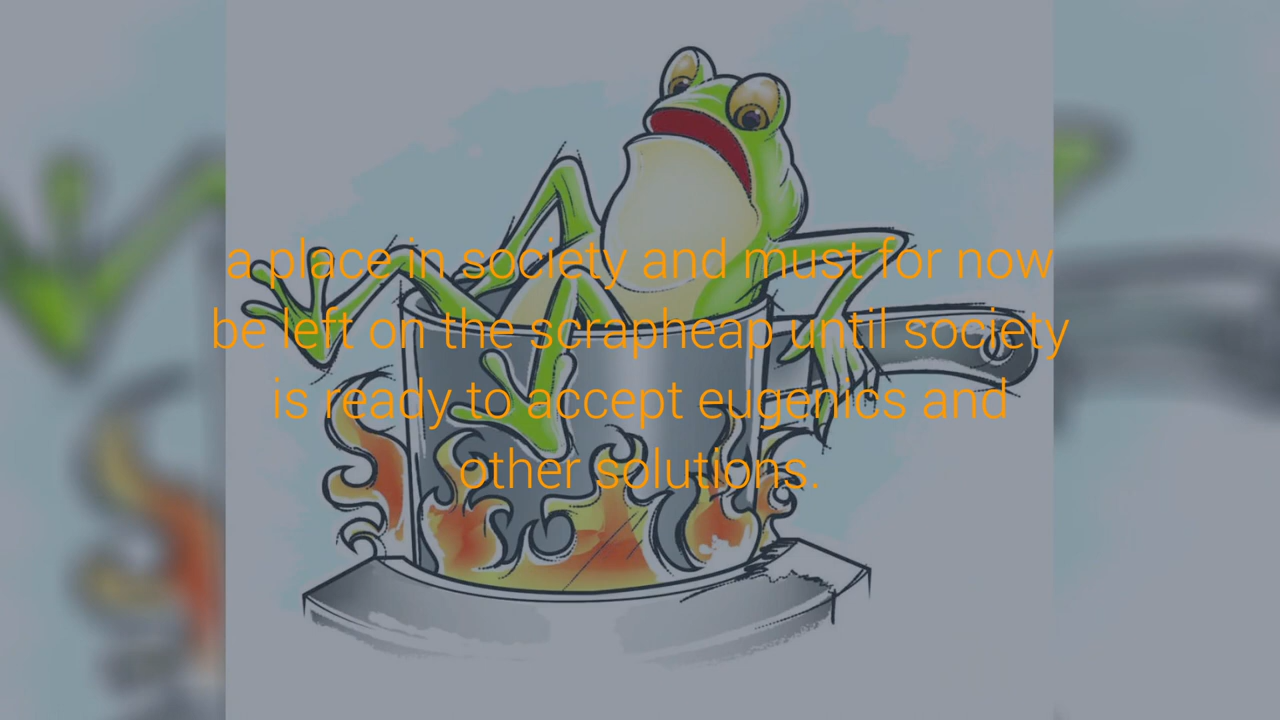 a place in society and must for now
be left on the scrapheap until society
is ready to accept eugenics and
other solutions.